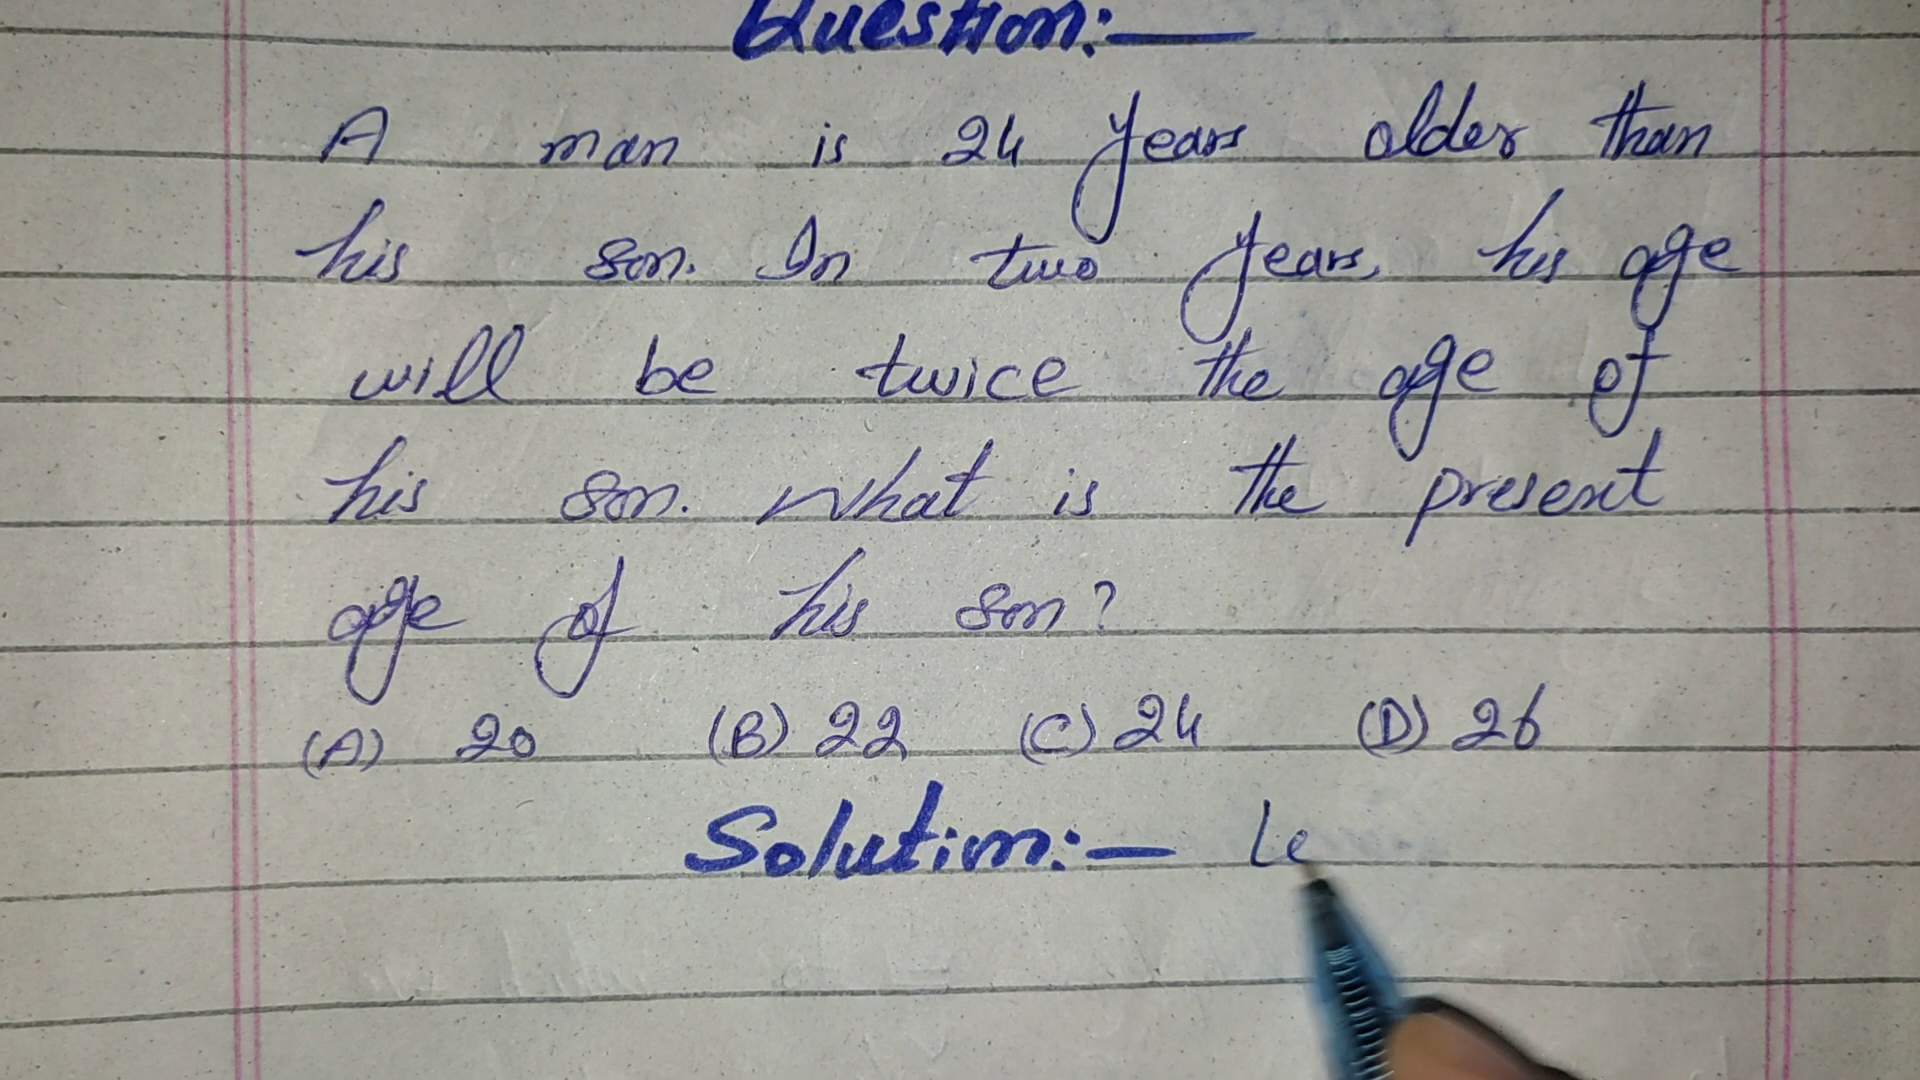 Question:—
A man is 24 years older than
his son. In two years, his age
will be twice the age of
his son. What is the present
age of his son?
(A) 20 (B) 22 (C) 24 (D) 26
Solution:— Le